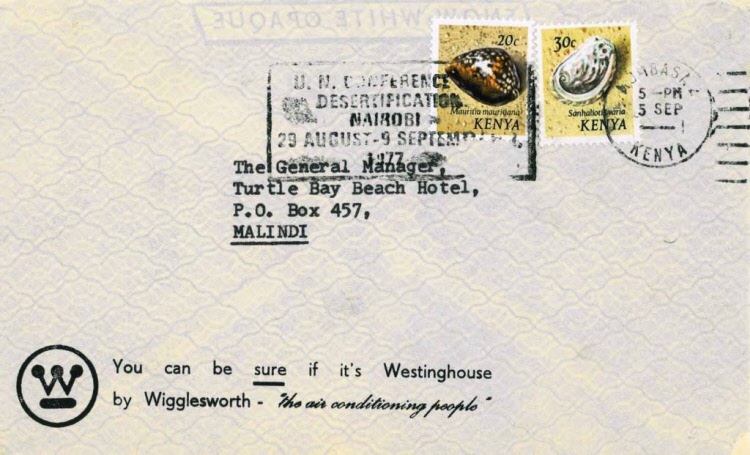 SNOW WHITE OPAQUE
20c
Mauritia mauritiana
KENYA
30c
Sanhaliotis varia
KENYA
U. N. CONFERENCE
DESERTIFICATION
NAIROBI
29 AUGUST-9 SEPTEMBER
1977
MOMBASA
5 -PM
5 SEP
KENYA
The General Manager,
Turtle Bay Beach Hotel,
P.O. Box 457,
MALINDI
W
You can be sure if it's Westinghouse
by Wigglesworth - "the air conditioning people"